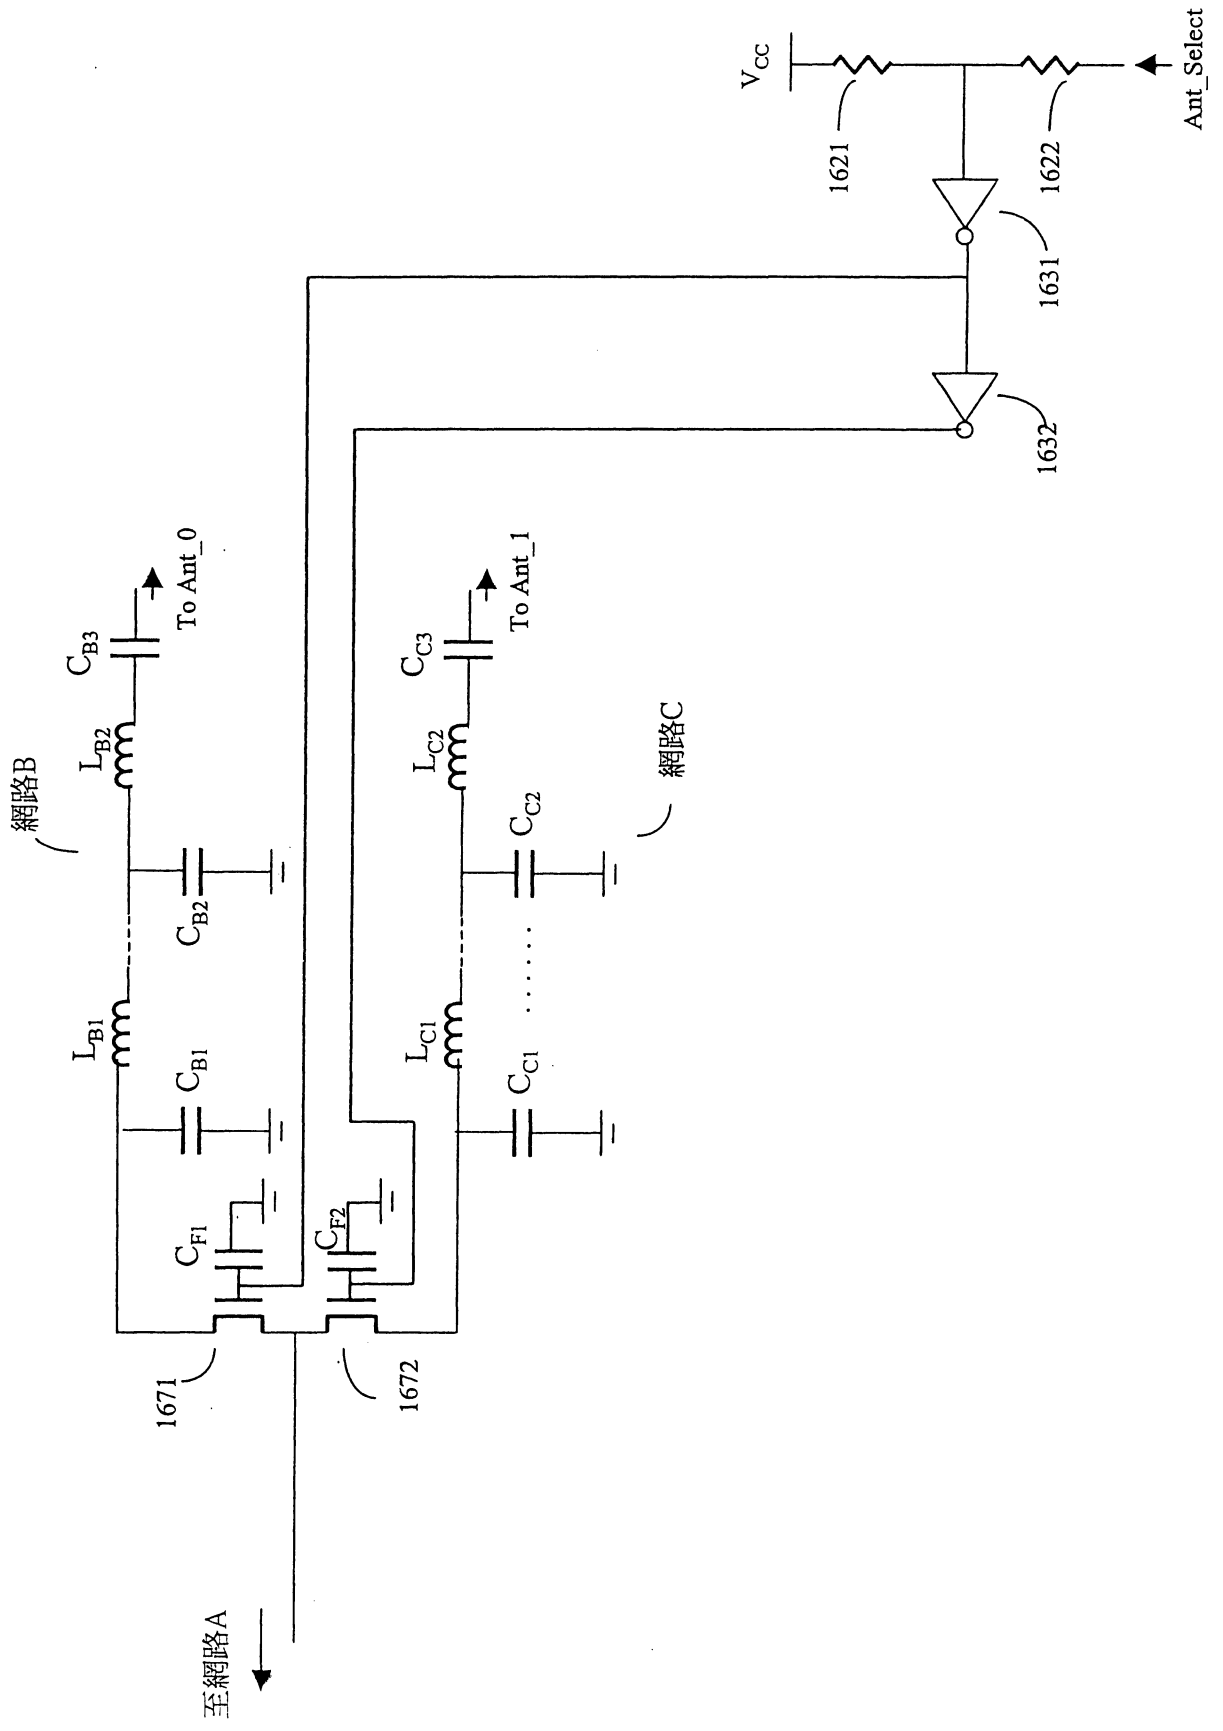 V_CC
1621
1622
Ant_Select
1631
1632
網路B
C_B3
To Ant_0
L_B2
C_B2
L_B1
C_B1
C_F1
C_F2
C_C3
To Ant_1
L_C2
網路C
C_C2
......
L_C1
C_C1
1671
1672
至網路A